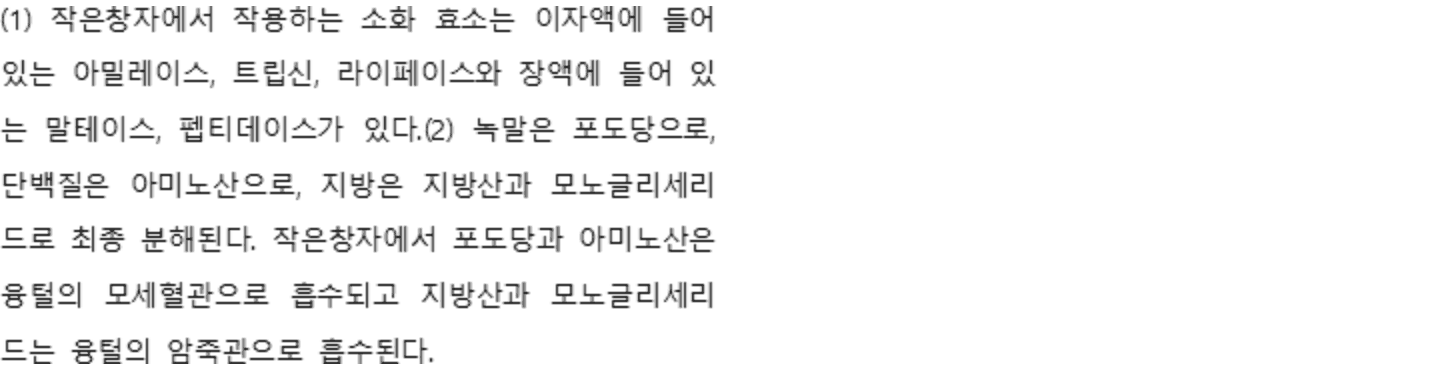 (1) 작은창자에서 작용하는 소화 효소는 이자액에 들어
있는 아밀레이스, 트립신, 라이페이스와 장액에 들어 있
는 말테이스, 펩티데이스가 있다.(2) 녹말은 포도당으로,
단백질은 아미노산으로, 지방은 지방산과 모노글리세리
드로 최종 분해된다. 작은창자에서 포도당과 아미노산은
융털의 모세혈관으로 흡수되고 지방산과 모노글리세리
드는 융털의 암죽관으로 흡수된다.